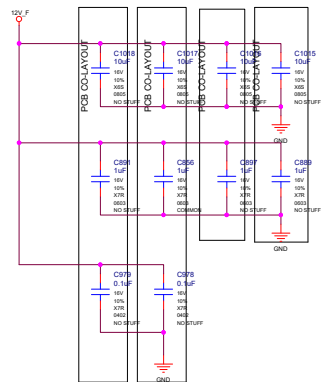 12V_F
PCB CO-LAYOUT
PCB CO-LAYOUT
PCB CO-LAYOUT
PCB CO-LAYOUT
C1018
10uF
16V
10%
X6S
0805
NO STUFF
C1017
10uF
16V
10%
X6S
0805
NO STUFF
10uF
16V
10%
X6S
0805
NO STUFF
C1015
10uF
16V
10%
X6S
0805
NO STUFF
GND
C891
1uF
16V
10%
X7R
0603
NO STUFF
C856
1uF
16V
10%
X7R
0603
COMMON
C897
1uF
16V
10%
X7R
0603
NO STUFF
C889
1uF
16V
10%
X7R
0603
NO STUFF
GND
C979
0.1uF
16V
10%
X7R
0402
NO STUFF
C978
0.1uF
16V
10%
X7R
0402
NO STUFF
GND